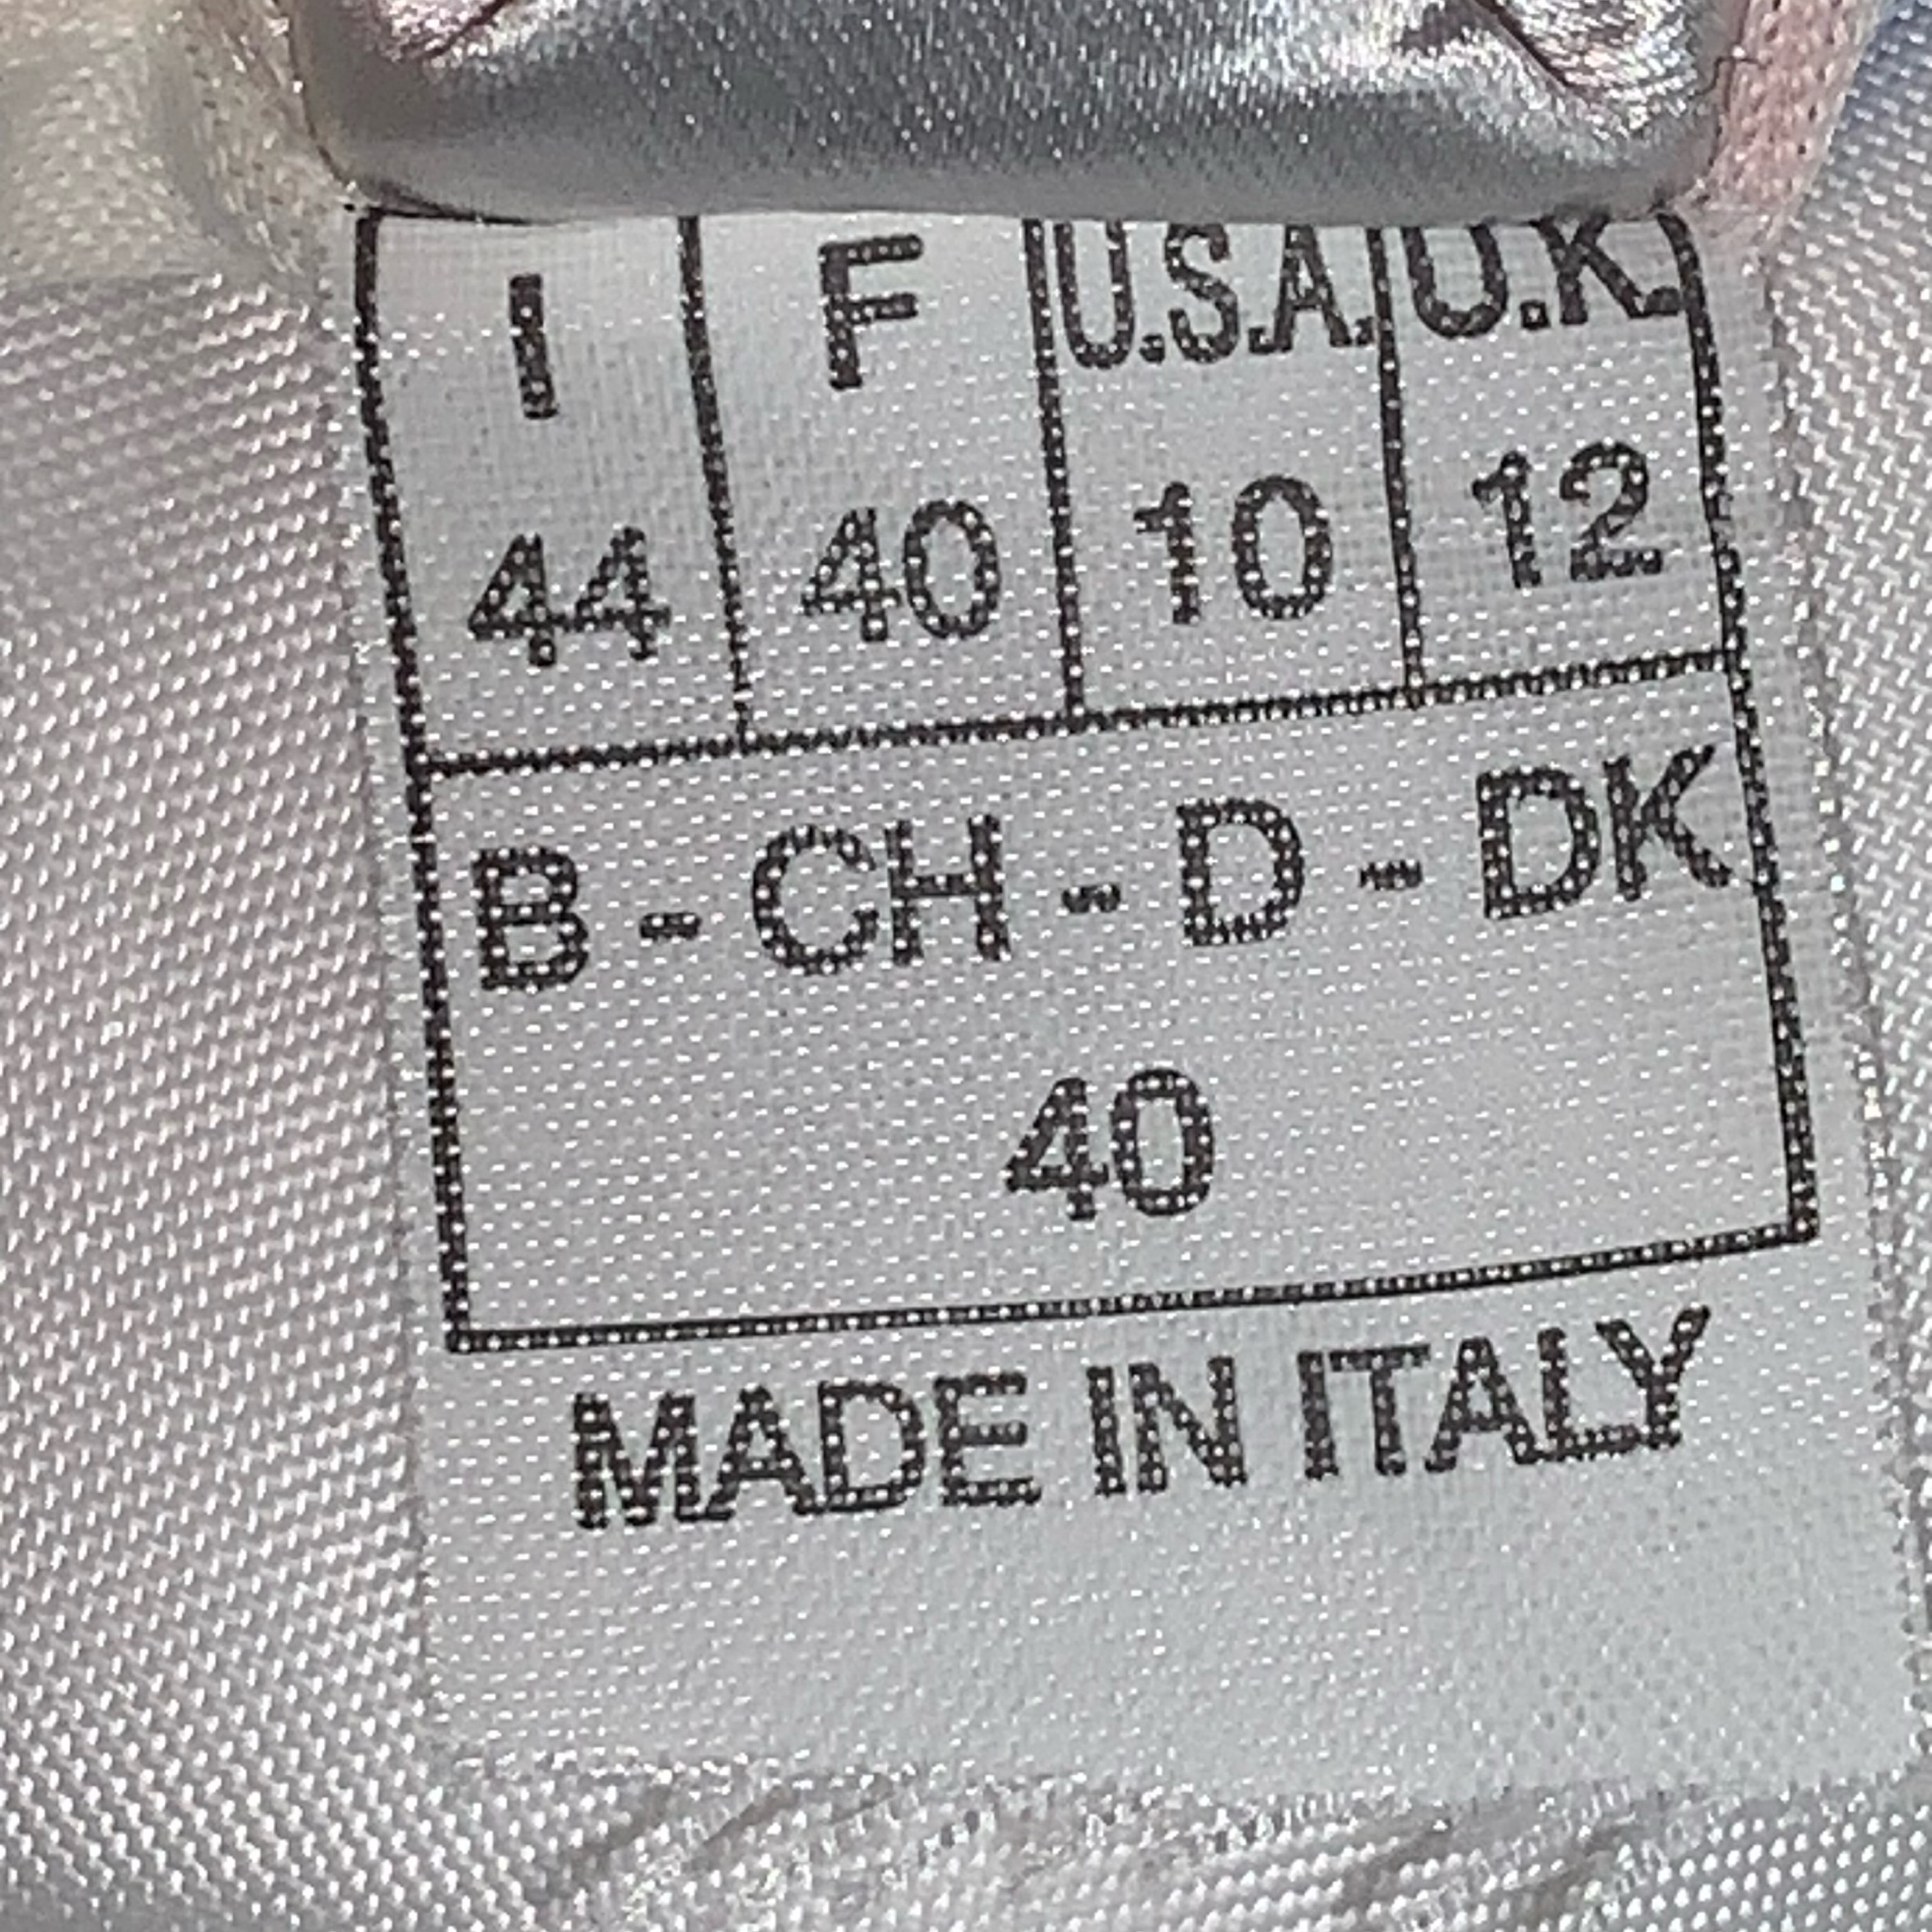 I F U.S.A. U.K.
44 40 10 12
B - CH - D - DK
40
MADE IN ITALY